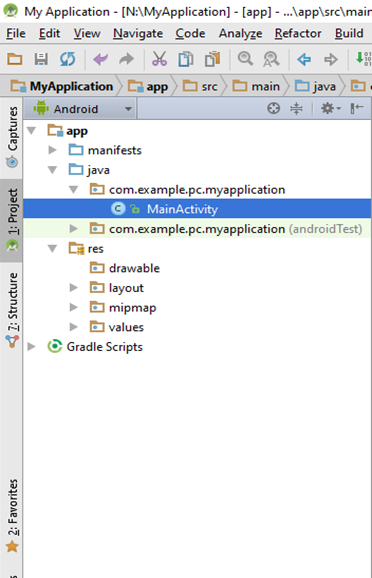 My Application - [N:\MyApplication] - [app] - ...\app\src\main
File Edit View Navigate Code Analyze Refactor Build
MyApplication app src main java
Android
app
manifests
java
com.example.pc.myapplication
MainActivity
com.example.pc.myapplication (androidTest)
res
drawable
layout
mipmap
values
Gradle Scripts
Captures
1: Project
7: Structure
2: Favorites